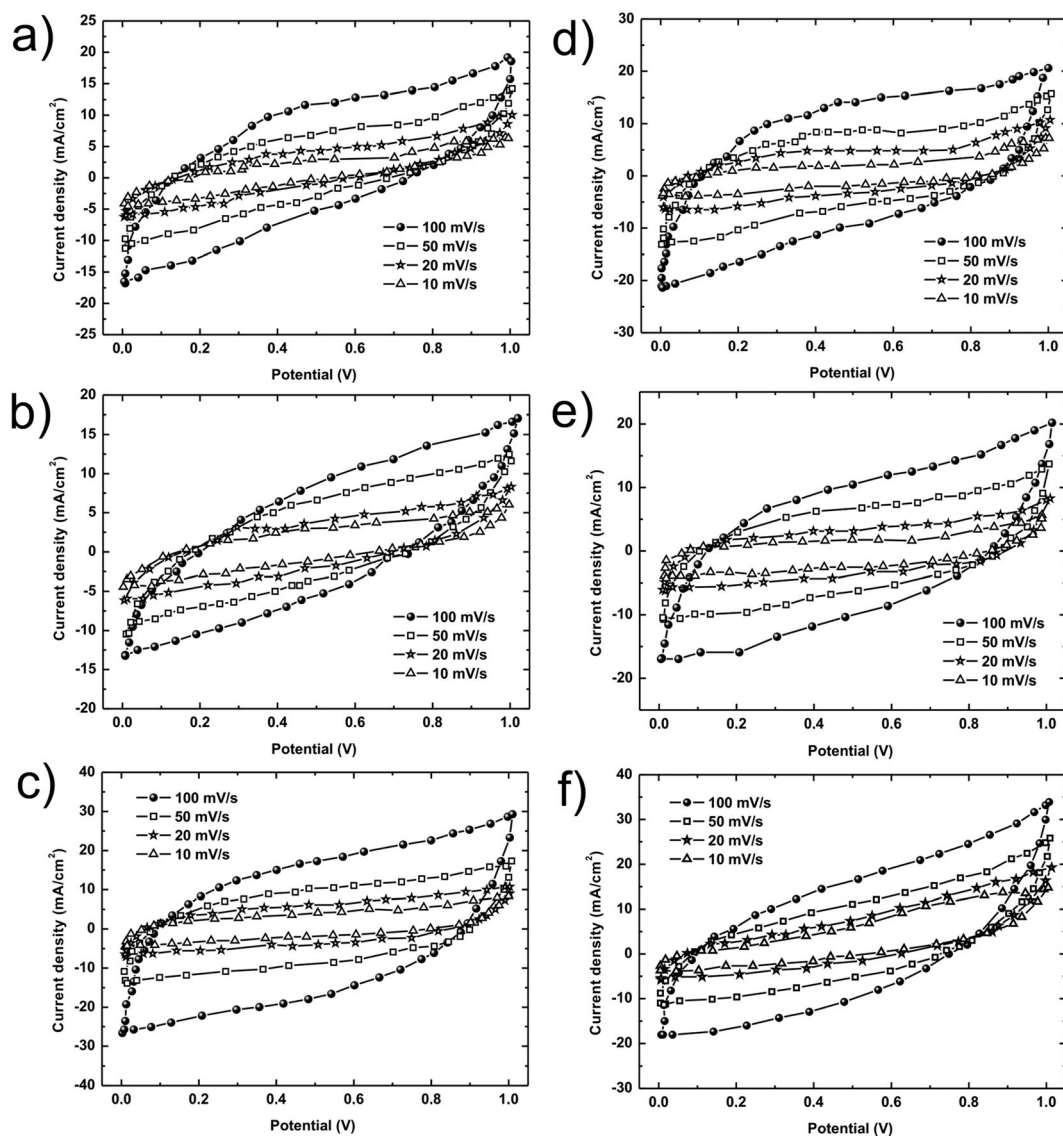 a)
25
20
15
10
5
0
-5
-10
-15
-20
-25
Current density (mA/cm²)
100 mV/s
50 mV/s
20 mV/s
10 mV/s
0.0 0.2 0.4 0.6 0.8 1.0
Potential (V)
d)
30
20
10
0
-10
-20
-30
Current density (mA/cm²)
100 mV/s
50 mV/s
20 mV/s
10 mV/s
0.0 0.2 0.4 0.6 0.8 1.0
Potential (V)
b)
20
15
10
5
0
-5
-10
-15
-20
Current density (mA/cm²)
100 mV/s
50 mV/s
20 mV/s
10 mV/s
0.0 0.2 0.4 0.6 0.8 1.0
Potential (V)
e)
20
10
0
-10
-20
Current density (mA/cm²)
100 mV/s
50 mV/s
20 mV/s
10 mV/s
0.0 0.2 0.4 0.6 0.8 1.0
Potential (V)
c)
40
30
20
10
0
-10
-20
-30
-40
Current density (mA/cm²)
100 mV/s
50 mV/s
20 mV/s
10 mV/s
0.0 0.2 0.4 0.6 0.8 1.0
Potential (V)
f)
40
30
20
10
0
-10
-20
-30
Current density (mA/cm²)
100 mV/s
50 mV/s
20 mV/s
10 mV/s
0.0 0.2 0.4 0.6 0.8 1.0
Potential (V)